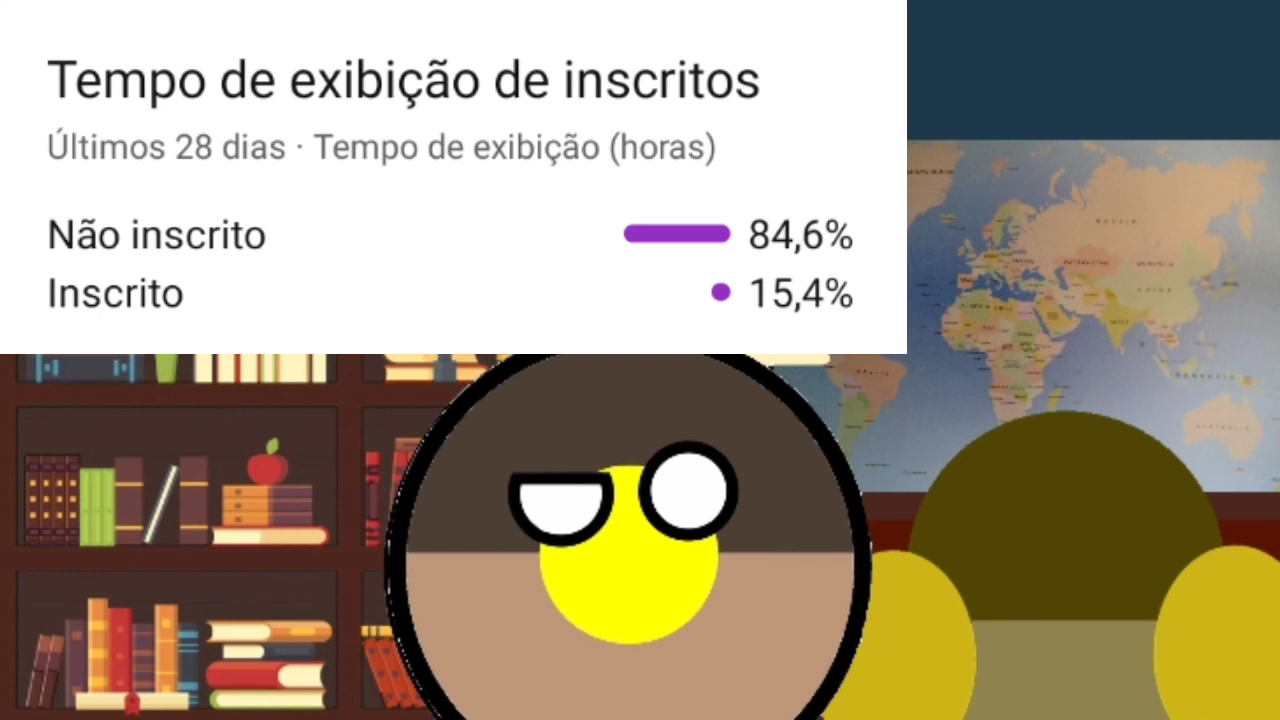 Tempo de exibição de inscritos
Últimos 28 dias · Tempo de exibição (horas)
Não inscrito 84,6%
Inscrito 15,4%